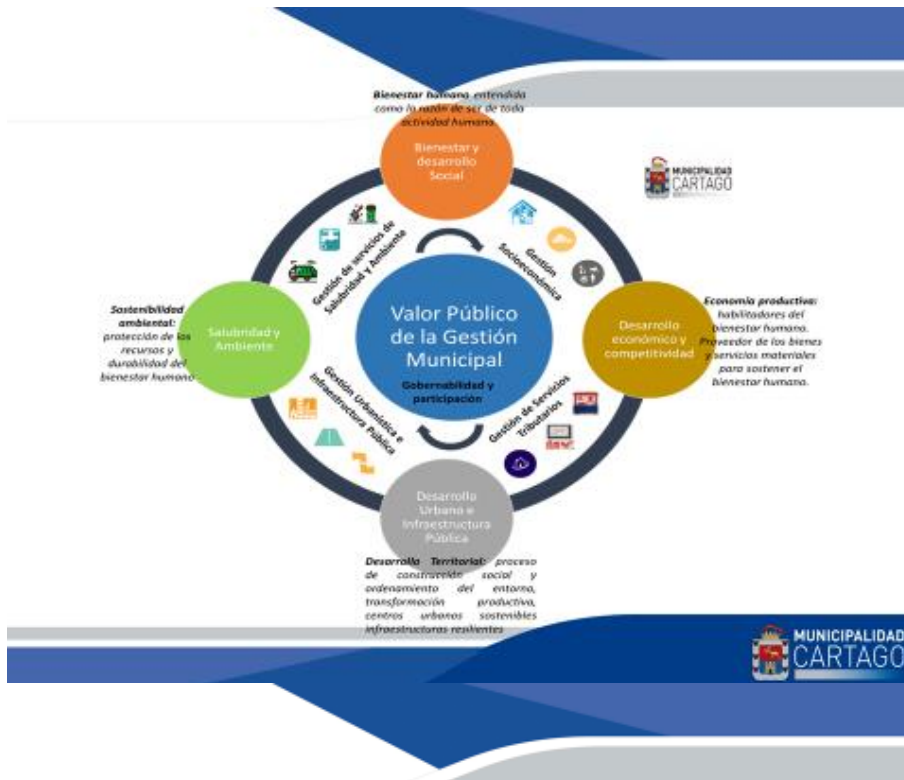 Bienestar humano entendida
como la razón de ser de toda
actividad humana.
Bienestar y
desarrollo
Social
MUNICIPALIDAD
CARTAGO
Gestión de servicios de
Salubridad y Ambiente
Gestión
Socioeconómica
Sostenibilidad
ambiental:
protección de los
recursos y
durabilidad del
bienestar humano
Salubridad y
Ambiente
Valor Público
de la Gestión
Municipal
Gobernabilidad y
participación
Desarrollo
económico y
competitividad
Economía productiva:
habilitadores del
bienestar humano.
Proveedor de los bienes
y servicios materiales
para sostener el
bienestar humano.
Gestión Urbanística e
Infraestructura Pública
Gestión de Servicios
Tributarios
Desarrollo
Urbano e
Infraestructura
Pública
Desarrollo Territorial: proceso
de construcción social y
ordenamiento del entorno,
transformación productiva,
centros urbanos sostenibles
infraestructuras resilientes
MUNICIPALIDAD
CARTAGO